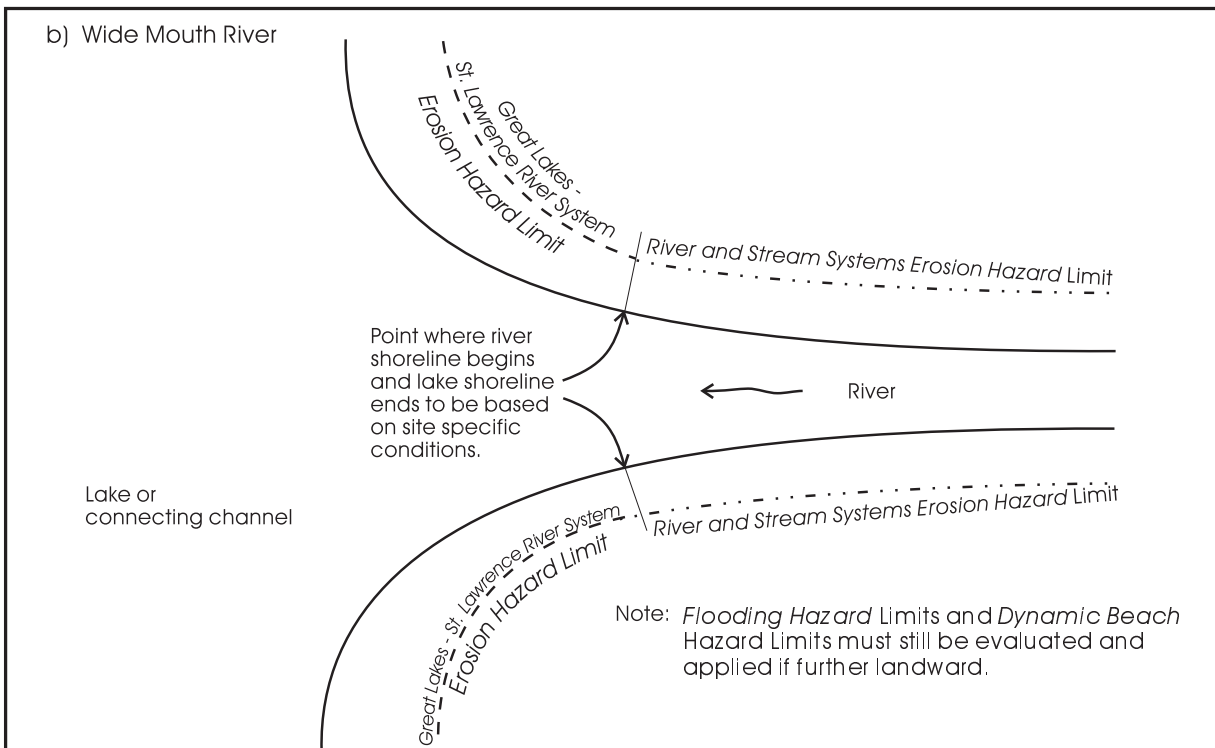 b) Wide Mouth River
Great Lakes -
St. Lawrence River System
Erosion Hazard Limit
River and Stream Systems Erosion Hazard Limit
Point where river
shoreline begins
and lake shoreline
ends to be based
on site specific
conditions.
River
Lake or
connecting channel
River and Stream Systems Erosion Hazard Limit
Great Lakes - St. Lawrence River System
Erosion Hazard Limit
Note: Flooding Hazard Limits and Dynamic Beach
Hazard Limits must still be evaluated and
applied if further landward.